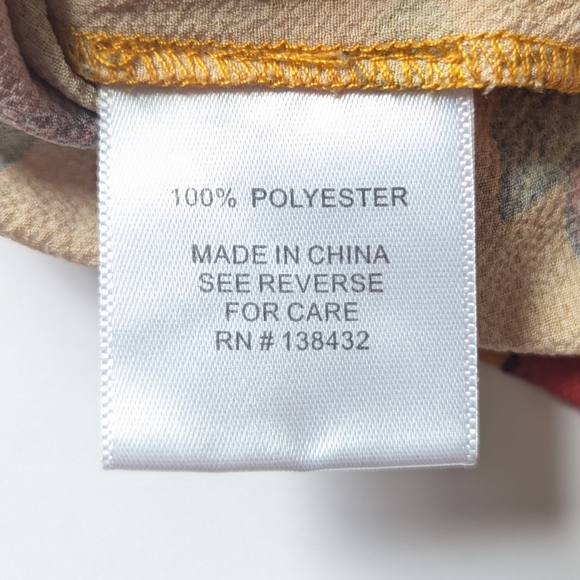 100% POLYESTER
MADE IN CHINA
SEE REVERSE
FOR CARE
RN # 138432